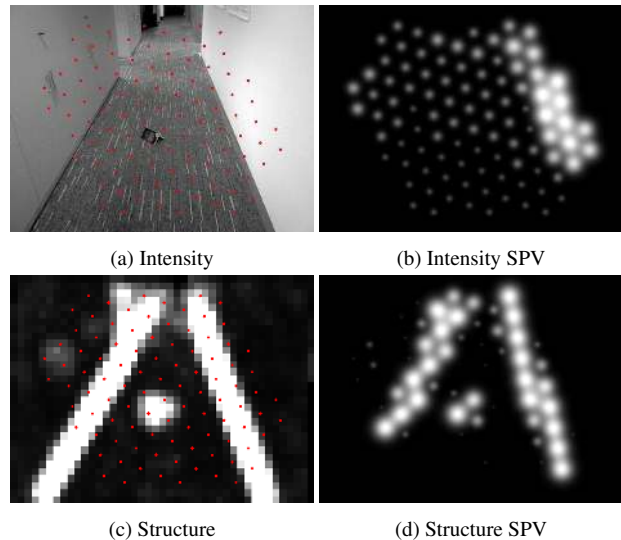 (a) Intensity
(b) Intensity SPV
(c) Structure
(d) Structure SPV